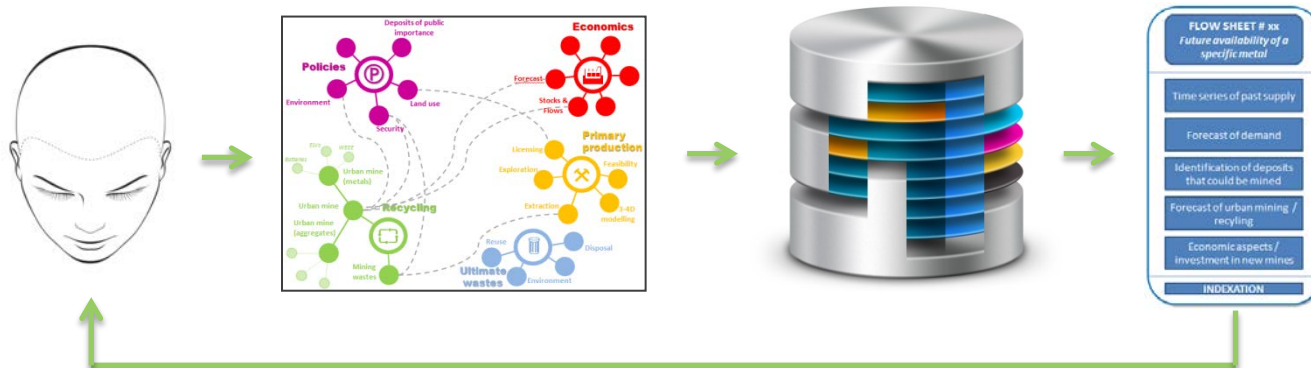 Deposits of public
importance
Policies
Environment
Land use
Security
Economics
Forecast
Stocks &
Flows
Primary
production
Licensing
Feasibility
Exploration
Extraction
3-4D
modelling
Urban mine
(metals)
Urban mine
Recycling
Urban mine
(aggregates)
Mining
wastes
Reuse
Disposal
Ultimate
wastes
Environment
FLOW SHEET # xx
Future availability of a
specific metal
Time series of past supply
Forecast of demand
Identification of deposits
that could be mined
Forecast of urban mining /
recyling
Economic aspects /
investment in new mines
INDEXATION